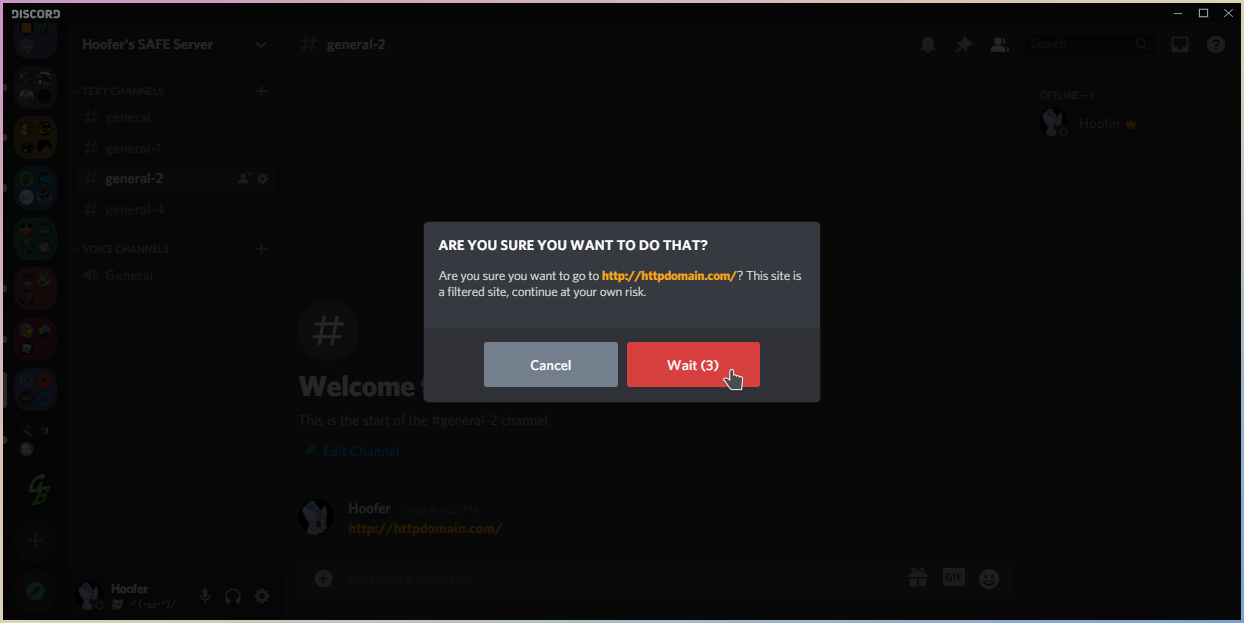 DISCORD
Hoofer's SAFE Server
# general-2
Search
TEXT CHANNELS
# general
# general-1
# general-2
# general-4
VOICE CHANNELS
General
OFFLINE—1
Hoofer
ARE YOU SURE YOU WANT TO DO THAT?
Are you sure you want to go to http://httpdomain.com/? This site is
a filtered site, continue at your own risk.
Cancel
Wait (3)
Welcome
This is the start of the #general-2 channel.
Edit Channel
Hoofer Today at 6:25 PM
http://httpdomain.com/
Message #general-2
GIF
Hoofer
GB